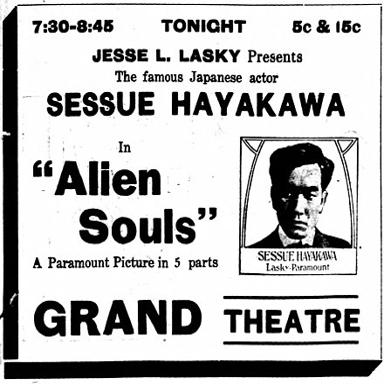 7:30-8:45 TONIGHT 5c & 15c
JESSE L. LASKY Presents
The famous Japanese actor
SESSUE HAYAKAWA
In
"Alien
Souls"
A Paramount Picture in 5 parts
SESSUE HAYAKAWA
Lasky-Paramount
GRAND THEATRE